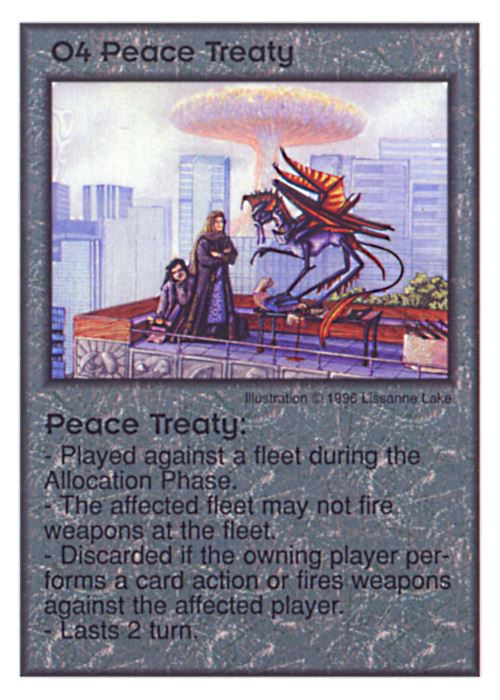 04 Peace Treaty
Illustration © 1996 Lissanne Lake
Peace Treaty:
- Played against a fleet during the
Allocation Phase.
- The affected fleet may not fire
weapons at the fleet.
- Discarded if the owning player per-
forms a card action or fires weapons
against the affected player.
- Lasts 2 turn.